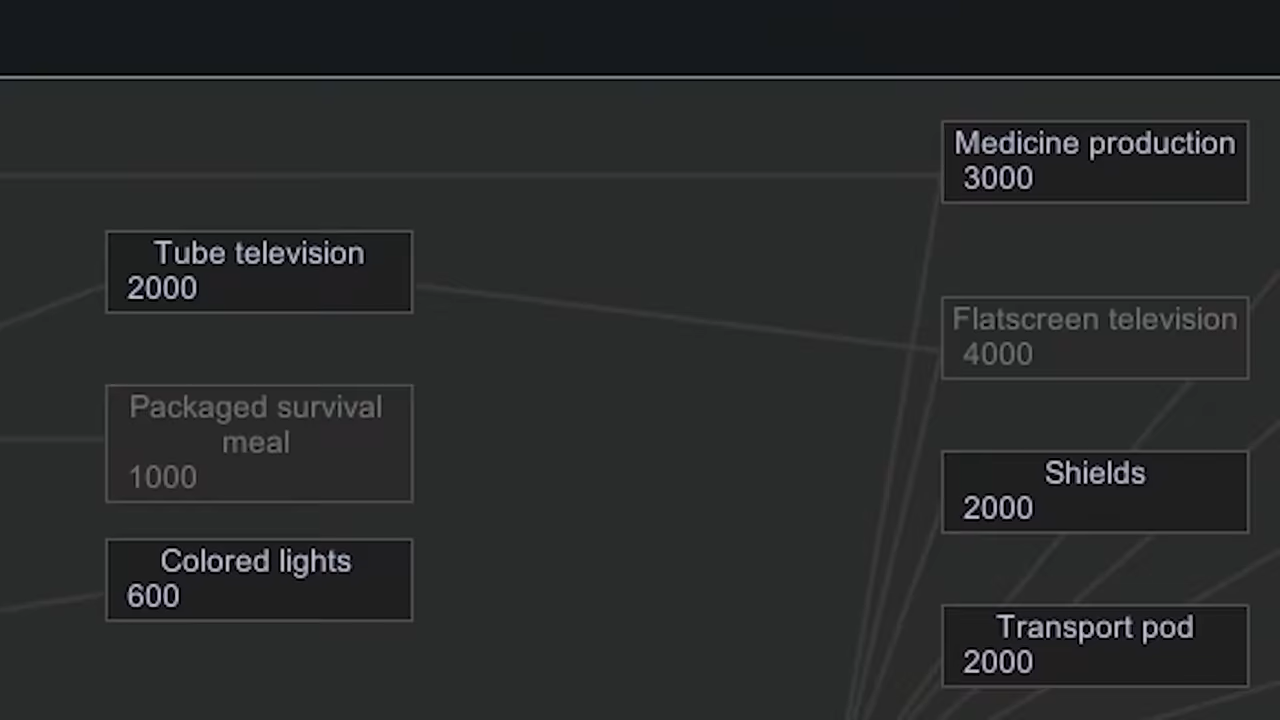 Medicine production
3000
Tube television
2000
Flatscreen television
4000
Packaged survival
meal
1000
Shields
2000
Colored lights
600
Transport pod
2000